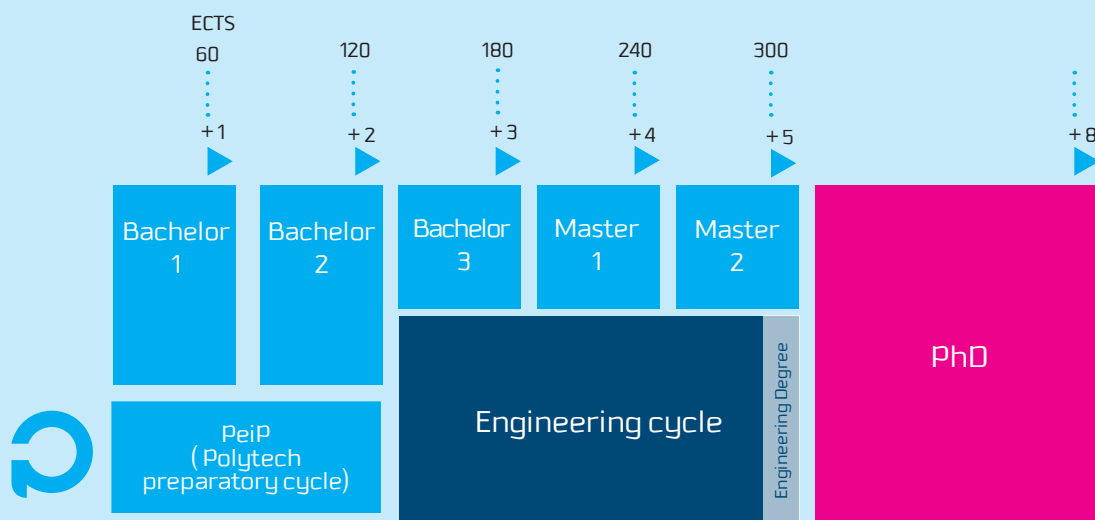 ECTS
60
120
180
240
300
+1
+2
+3
+4
+5
+8
Bachelor
1
Bachelor
2
Bachelor
3
Master
1
Master
2
PhD
Engineering cycle
Engineering Degree
PeiP
( Polytech
preparatory cycle)